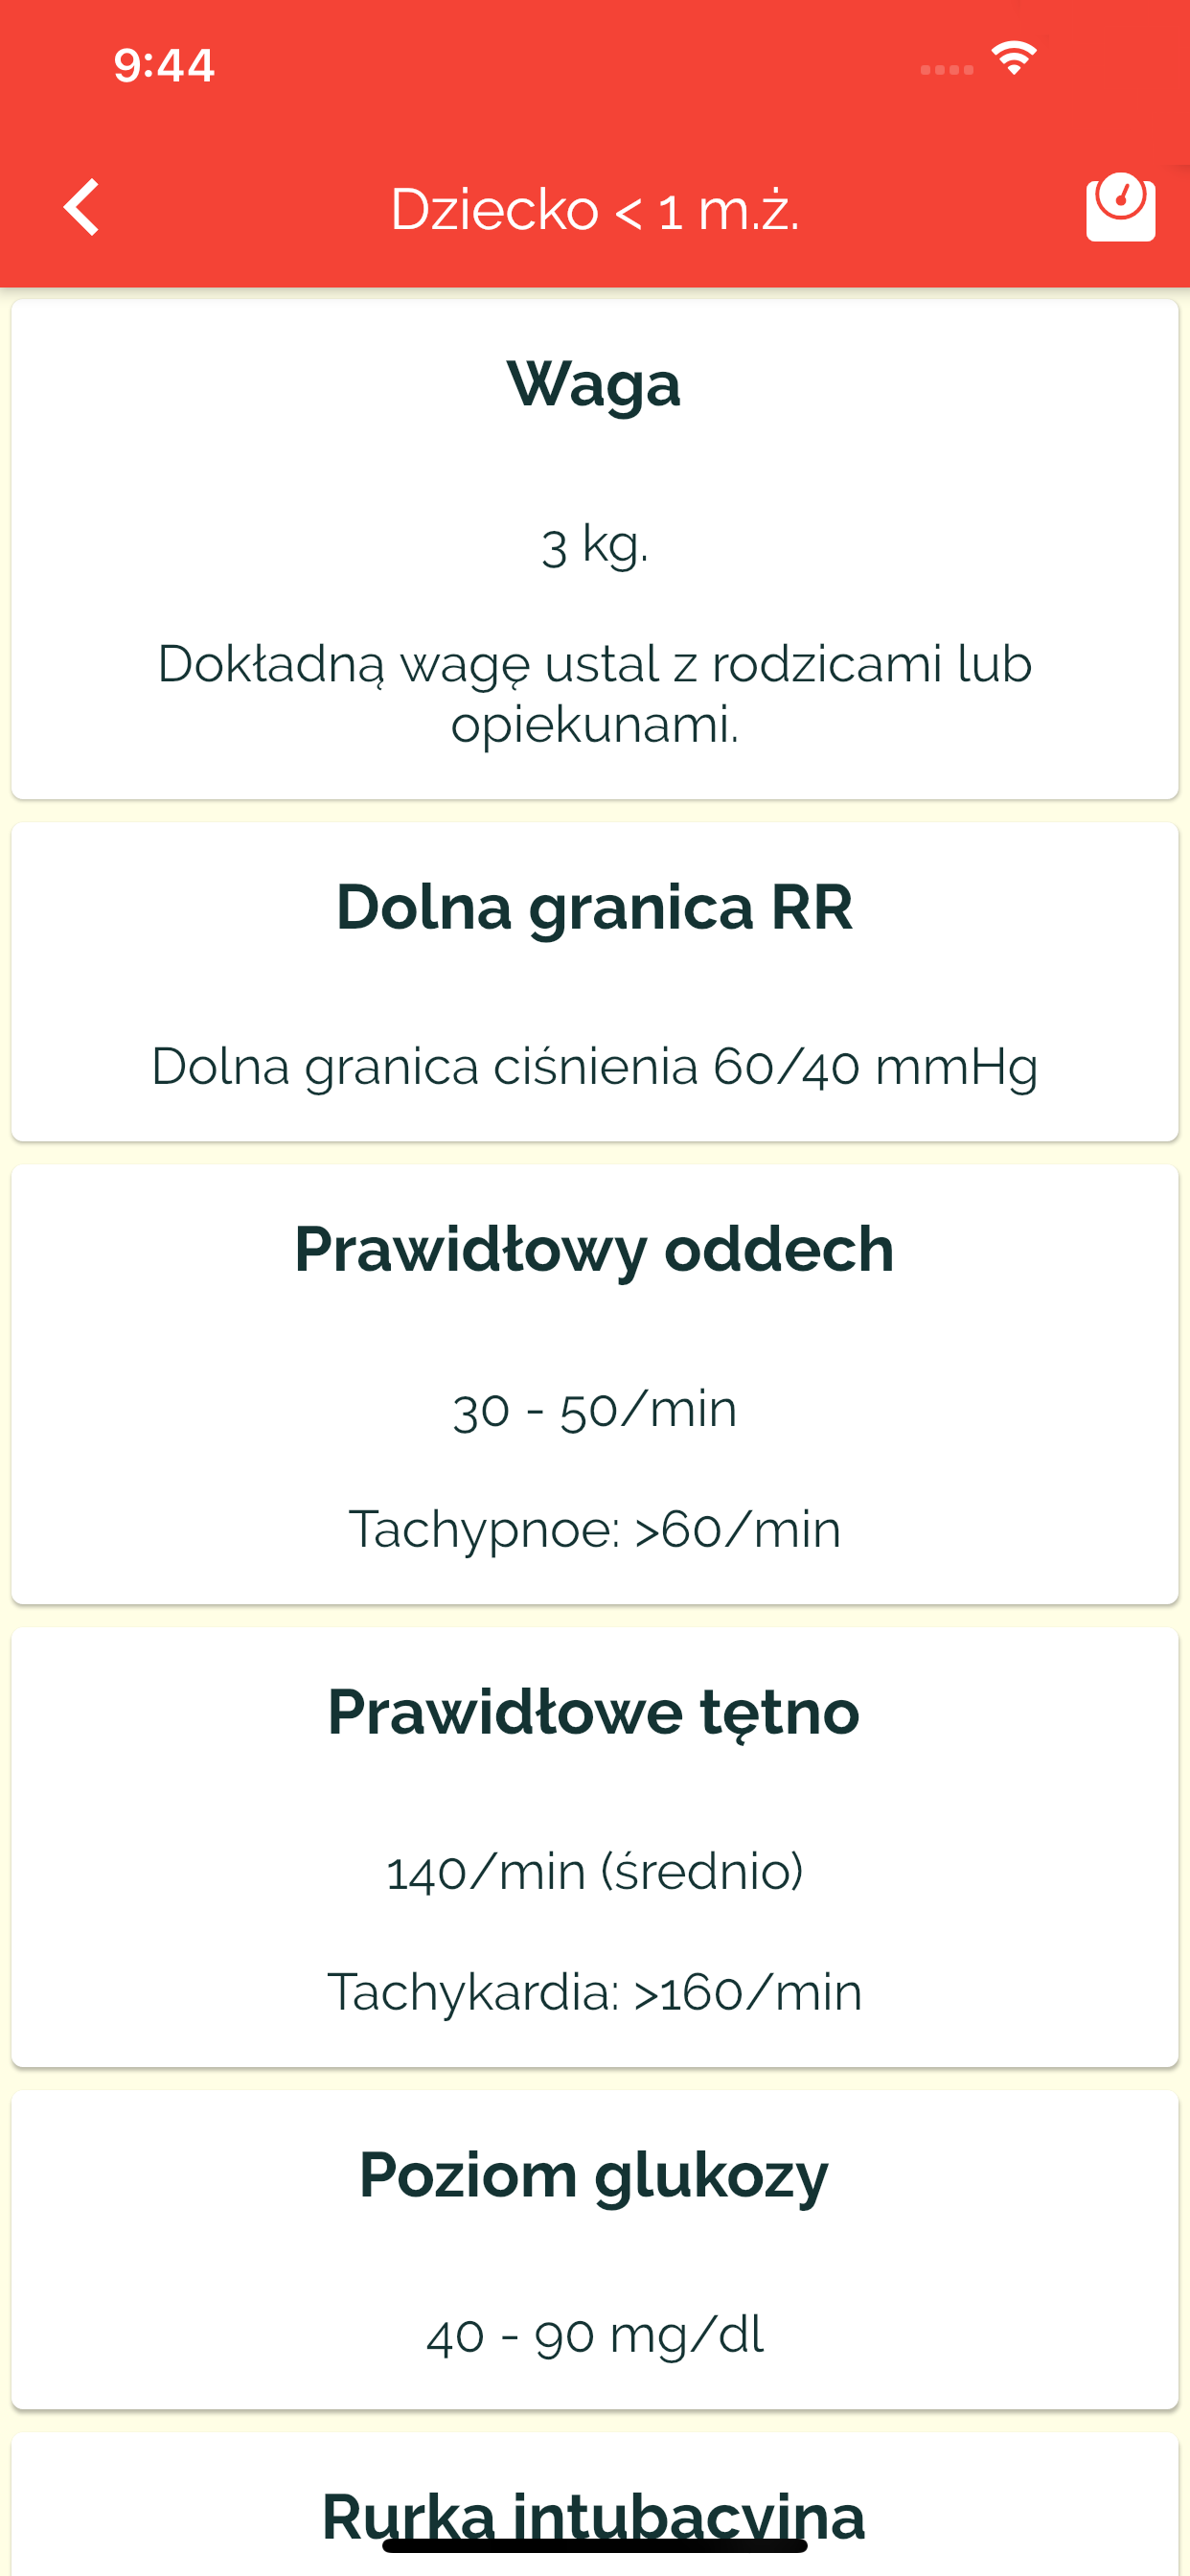 9:44
Dziecko < 1 m.ż.
Waga
3 kg.
Dokładną wagę ustal z rodzicami lub
opiekunami.
Dolna granica RR
Dolna granica ciśnienia 60/40 mmHg
Prawidłowy oddech
30 - 50/min
Tachypnoe: >60/min
Prawidłowe tętno
140/min (średnio)
Tachykardia: >160/min
Poziom glukozy
40 - 90 mg/dl
Rurka intubacyjna